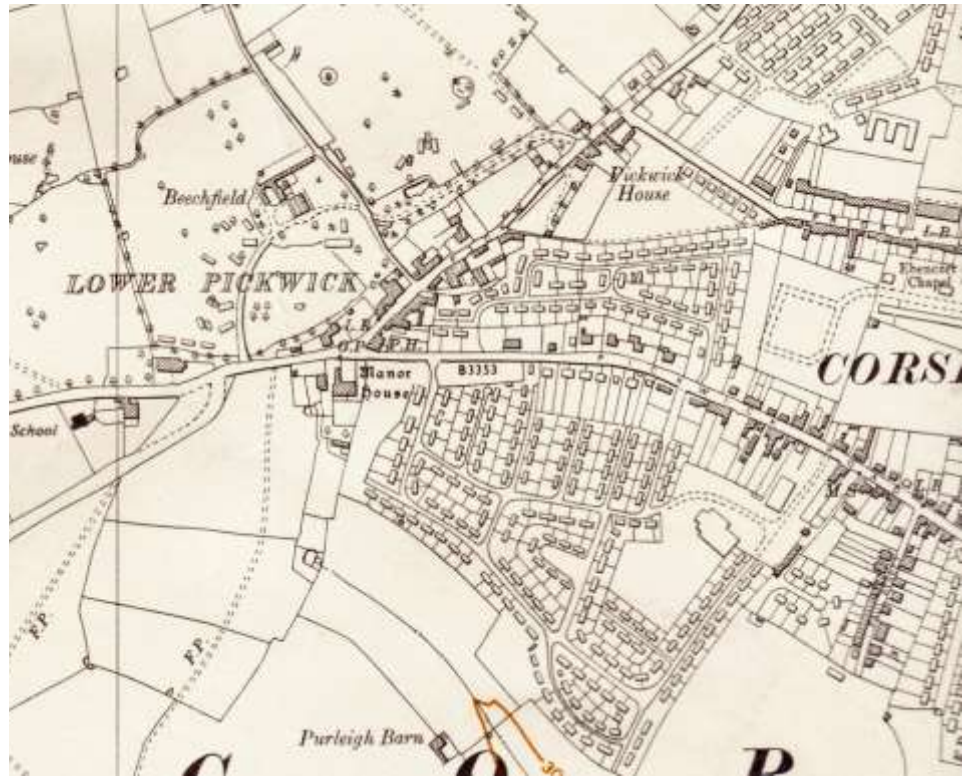 Pickwick
House
Beechfield
LOWER PICKWICK
Ebenezer
Chapel
P.H.
Manor
House
B3353
CORS
School
L.B.
F.P.
F.P.
Purleigh Barn
C O P